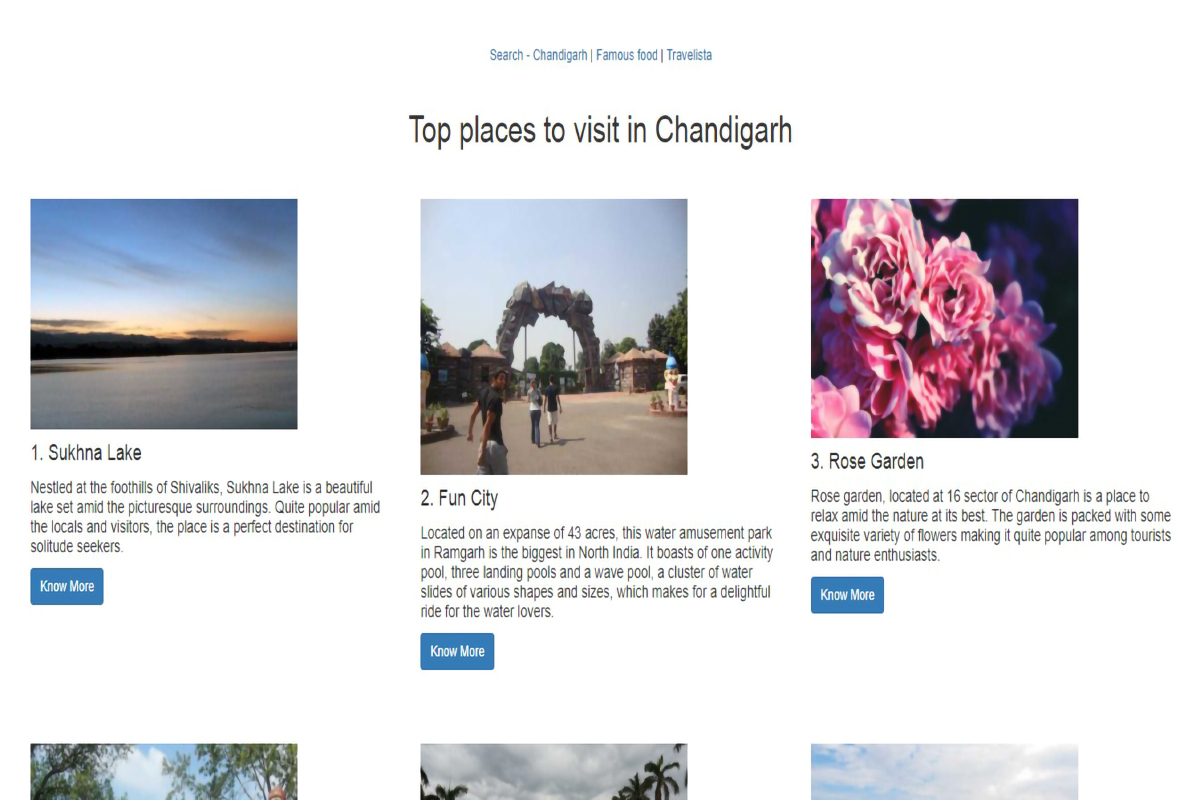 Search - Chandigarh | Famous food | Travelista
Top places to visit in Chandigarh
1. Sukhna Lake
Nestled at the foothills of Shivaliks, Sukhna Lake is a beautiful
lake set amid the picturesque surroundings. Quite popular amid
the locals and visitors, the place is a perfect destination for
solitude seekers.
Know More
2. Fun City
Located on an expanse of 43 acres, this water amusement park
in Ramgarh is the biggest in North India. It boasts of one activity
pool, three landing pools and a wave pool, a cluster of water
slides of various shapes and sizes, which makes for a delightful
ride for the water lovers.
Know More
3. Rose Garden
Rose garden, located at 16 sector of Chandigarh is a place to
relax amid the nature at its best. The garden is packed with some
exquisite variety of flowers making it quite popular among tourists
and nature enthusiasts.
Know More